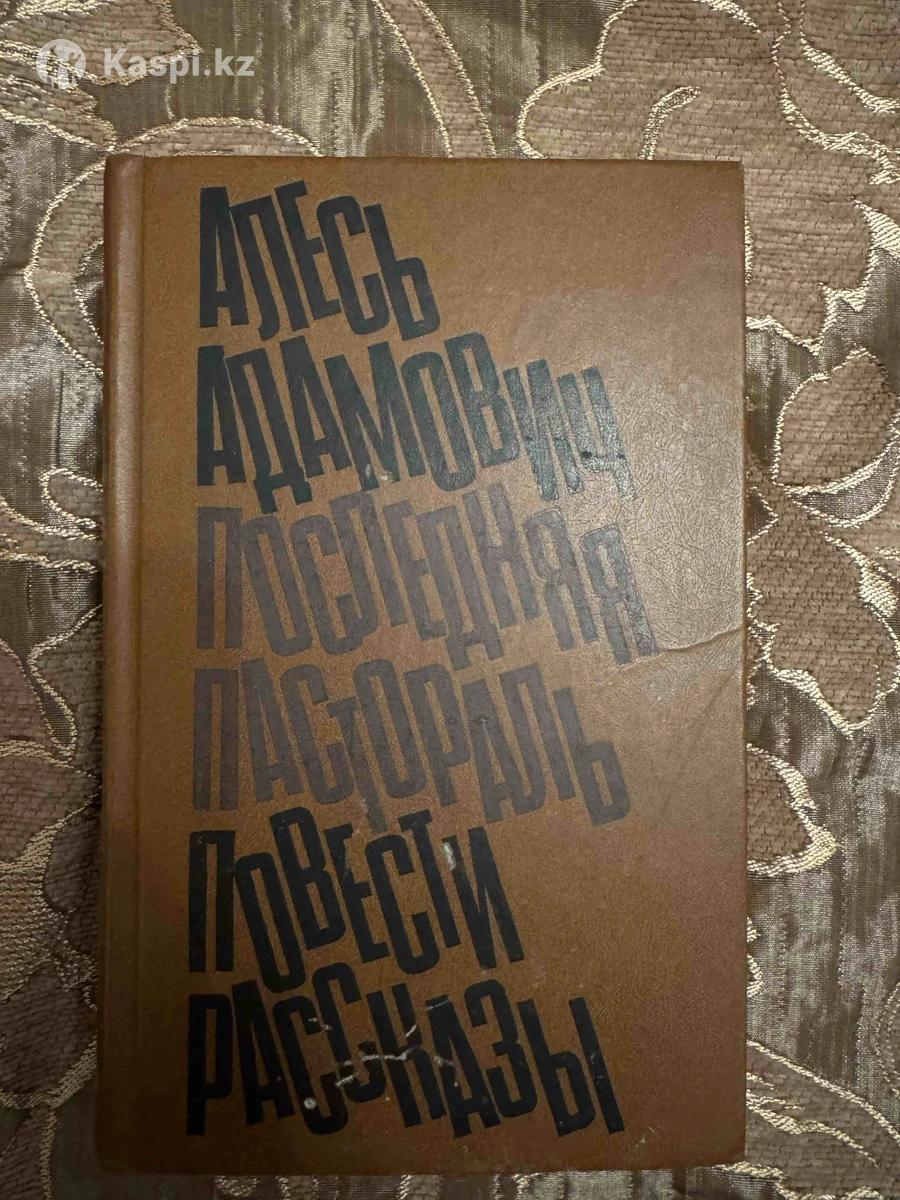 Kaspi.kz
АЛЕСЬ
АДАМОВИЧ
ПОСЛЕДНЯЯ
ПАСТОРАЛЬ
ПОВЕСТИ
РАССКАЗЫ